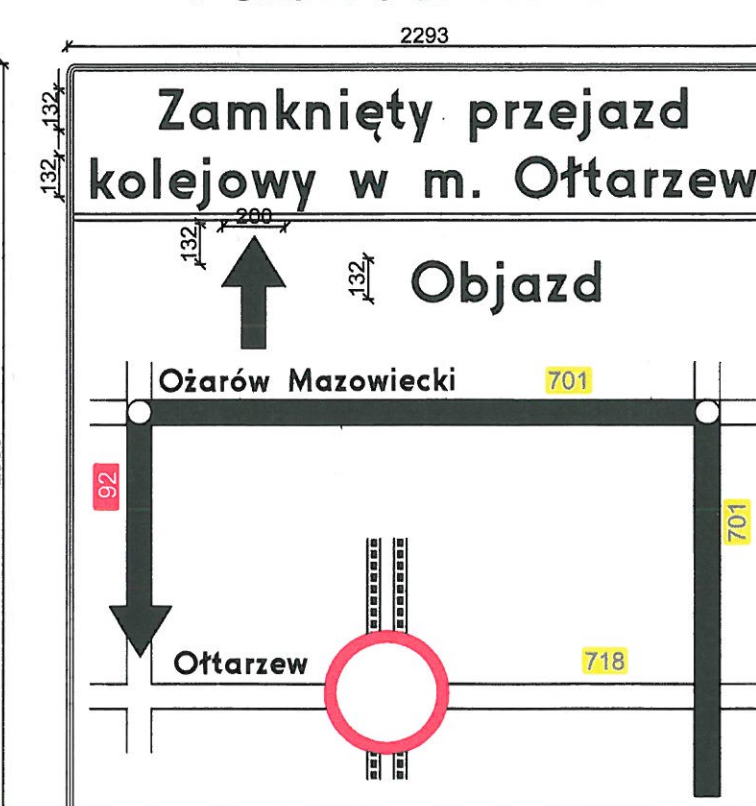 2293
132
Zamknięty przejazd
132
kolejowy w m. Ołtarzew
200
132
132
Objazd
Ożarów Mazowiecki
701
92
701
Ołtarzew
718